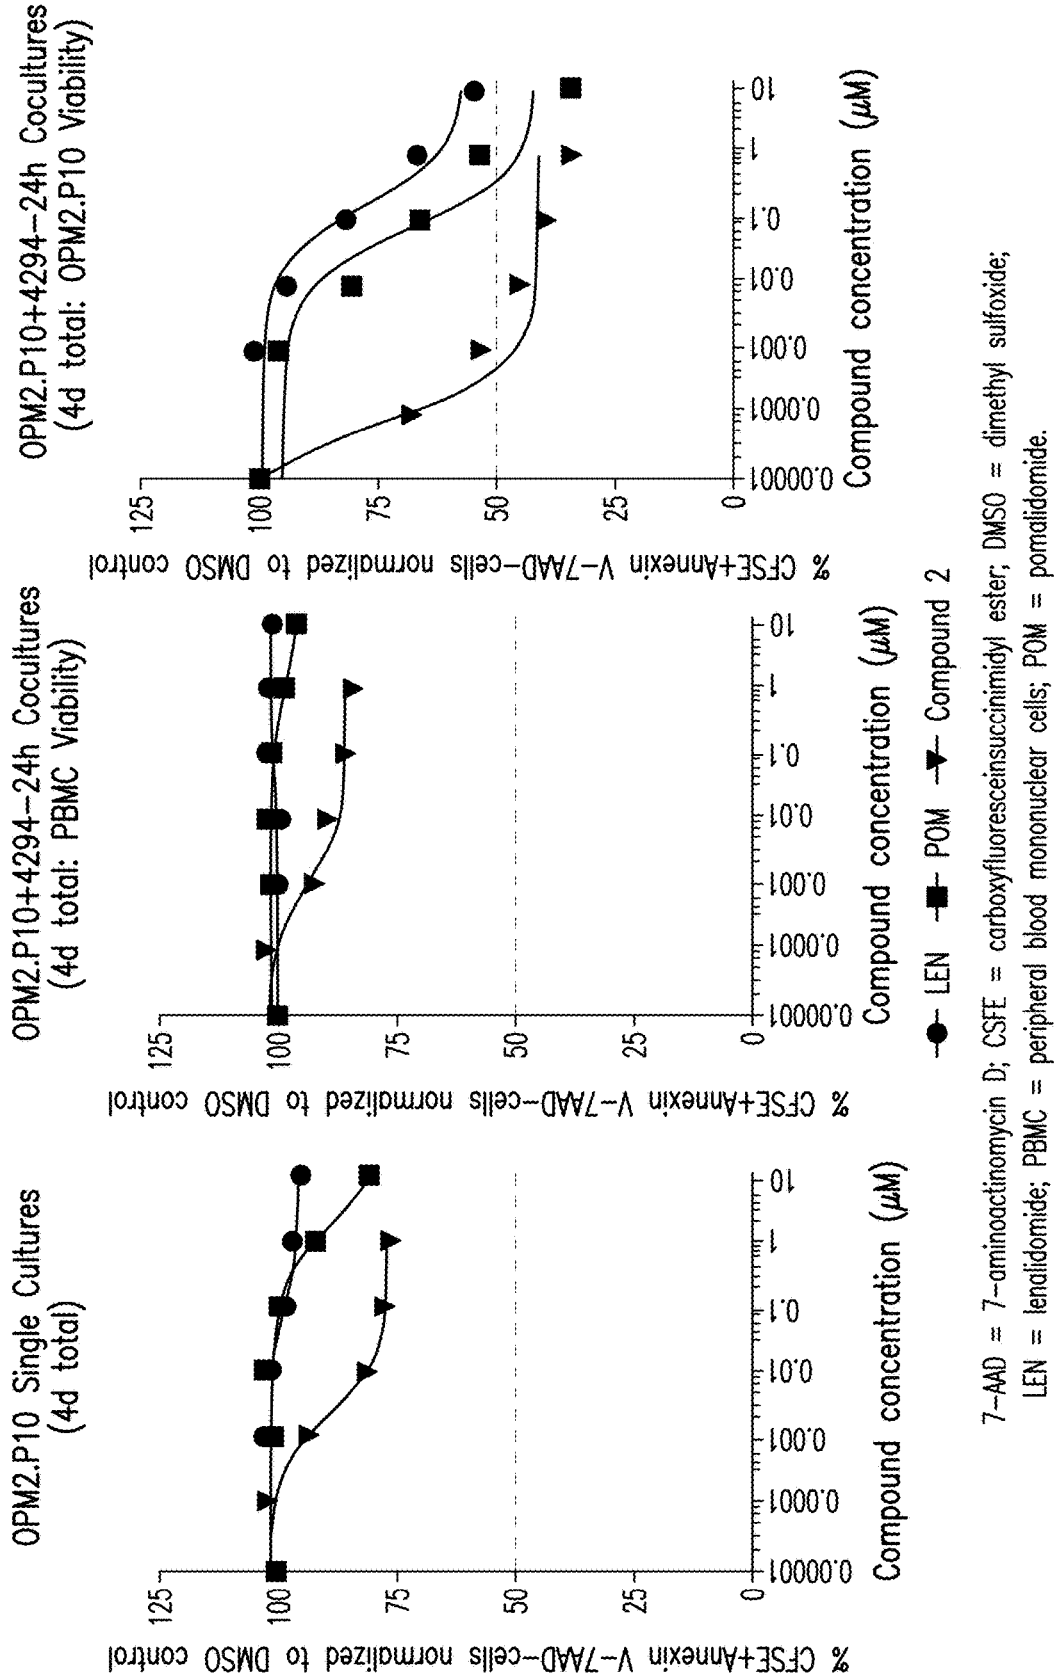 OPM2.P10 Single Cultures
(4d total)
% CFSE+Annexin V-7AAD-cells normalized to DMSO control
125
100
75
50
25
0
0.00001
0.0001
0.001
0.01
0.1
1
10
Compound concentration (μM)
OPM2.P10+4294-24h Cocultures
(4d total: PBMC Viability)
% CFSE+Annexin V-7AAD-cells normalized to DMSO control
125
100
75
50
25
0
0.00001
0.0001
0.001
0.01
0.1
1
10
Compound concentration (μM)
OPM2.P10+4294-24h Cocultures
(4d total: OPM2.P10 Viability)
% CFSE+Annexin V-7AAD-cells normalized to DMSO control
125
100
75
50
25
0
0.00001
0.0001
0.001
0.01
0.1
1
10
Compound concentration (μM)
LEN POM Compound 2
7-AAD = 7-aminoactinomycin D; CSFE = carboxyfluoresceinsuccinimidyl ester; DMSO = dimethyl sulfoxide;
LEN = lenalidomide; PBMC = peripheral blood mononuclear cells; POM = pomalidomide.